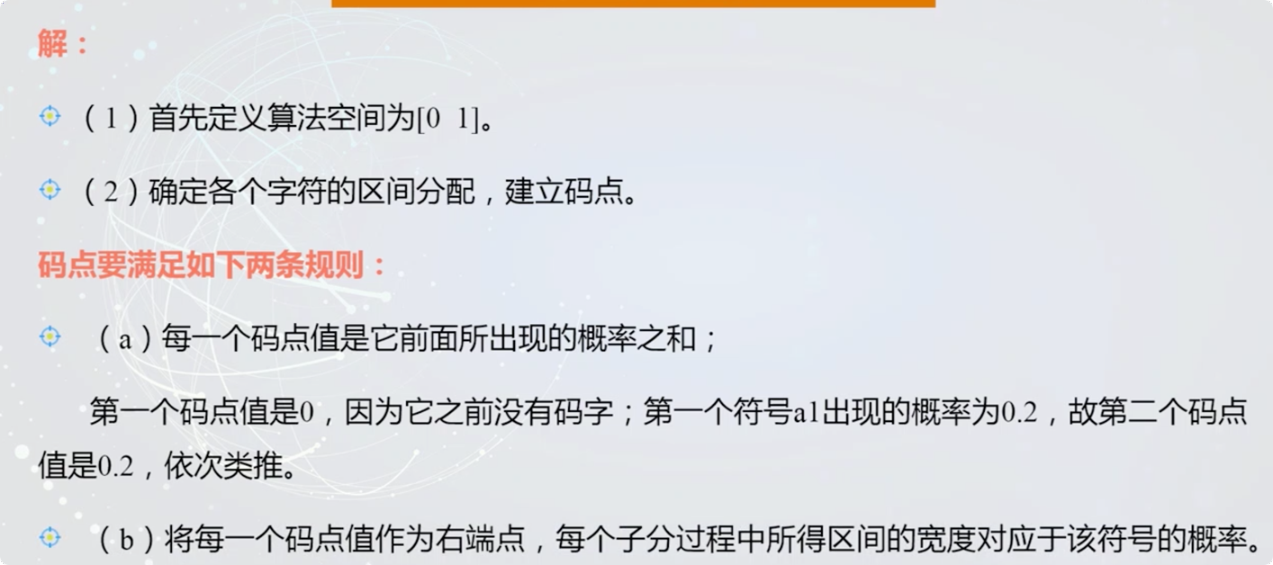 解：
（1）首先定义算法空间为[0  1]。
（2）确定各个字符的区间分配，建立码点。
码点要满足如下两条规则：
（a）每一个码点值是它前面所出现的概率之和；
第一个码点值是0，因为它之前没有码字；第一个符号a1出现的概率为0.2，故第二个码点
值是0.2，依次类推。
（b）将每一个码点值作为右端点，每个子分过程中所得区间的宽度对应于该符号的概率。